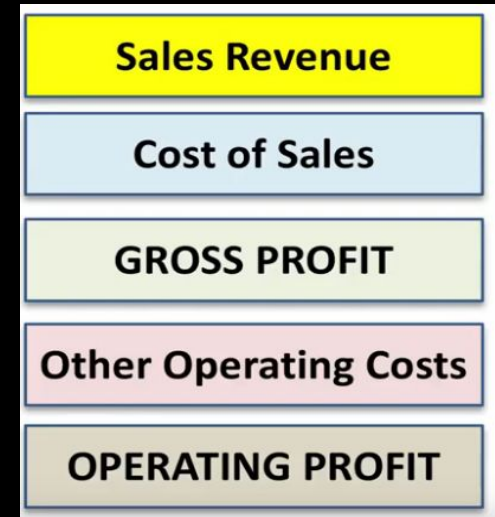 Sales Revenue
Cost of Sales
GROSS PROFIT
Other Operating Costs
OPERATING PROFIT